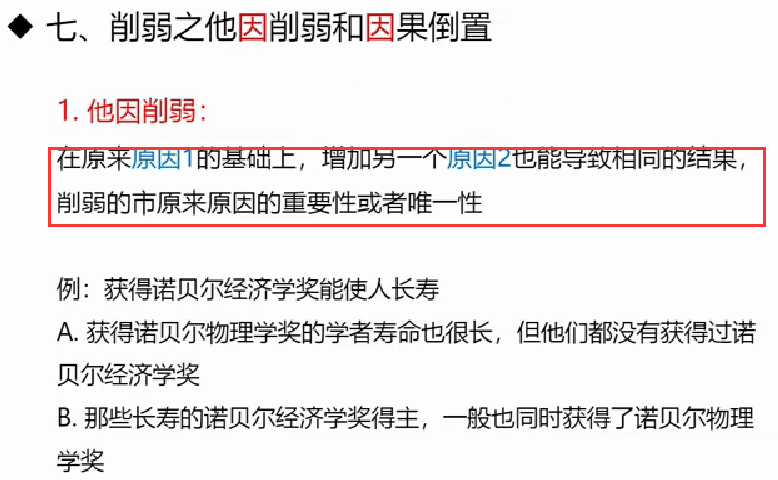 ◆ 七、削弱之他因削弱和因果倒置
1. 他因削弱：
在原来原因1的基础上，增加另一个原因2也能导致相同的结果，
削弱的市原来原因的重要性或者唯一性
例：获得诺贝尔经济学奖能使人长寿
A. 获得诺贝尔物理学奖的学者寿命也很长，但他们都没有获得过诺
贝尔经济学奖
B. 那些长寿的诺贝尔经济学奖得主，一般也同时获得了诺贝尔物理
学奖